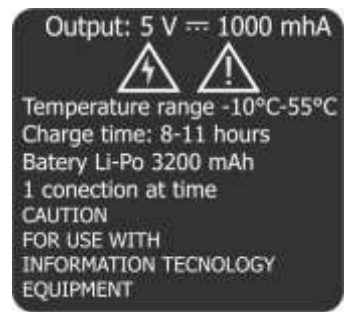 Output: 5 V ⎓ 1000 mhA
Temperature range -10°C-55°C
Charge time: 8-11 hours
Batery Li-Po 3200 mAh
1 conection at time
CAUTION
FOR USE WITH
INFORMATION TECNOLOGY
EQUIPMENT